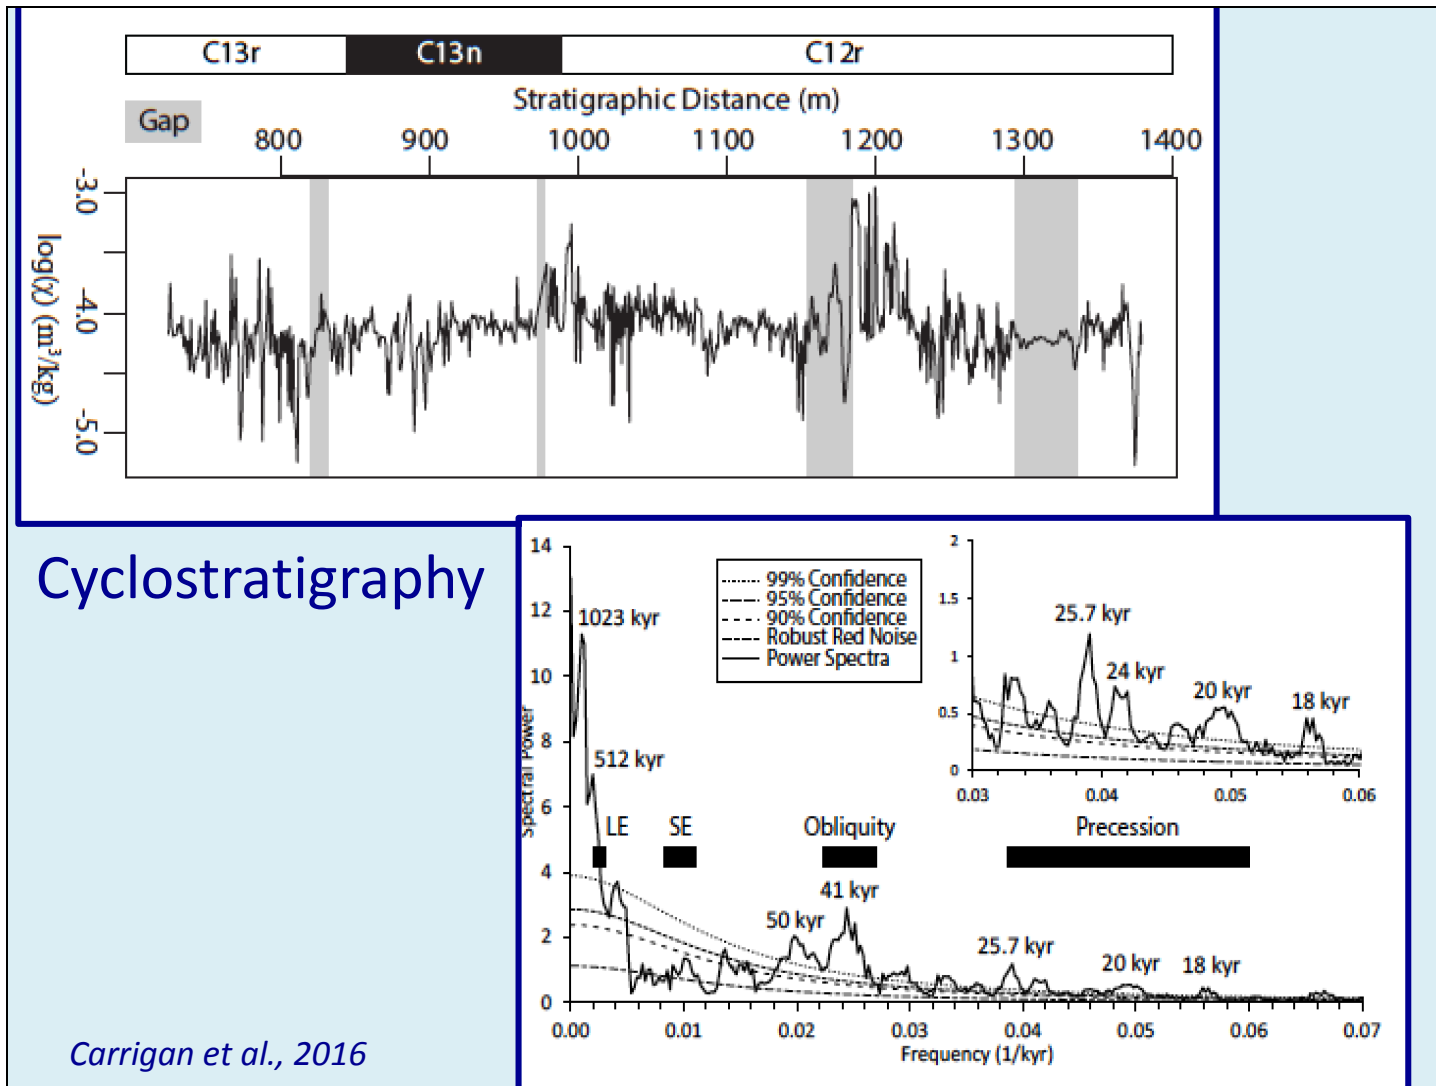 C13r C13n C12r
Stratigraphic Distance (m)
Gap
800 900 1000 1100 1200 1300 1400
-3.0
-4.0
-5.0
log(χ) (m³/kg)
Cyclostratigraphy
14
12
10
8
6
4
2
0
Spectral Power
1023 kyr
512 kyr
99% Confidence
95% Confidence
90% Confidence
Robust Red Noise
Power Spectra
2
1.5
1
0.5
0
25.7 kyr
24 kyr
20 kyr
18 kyr
0.03 0.04 0.05 0.06
LE SE Obliquity Precession
41 kyr
50 kyr
25.7 kyr
20 kyr 18 kyr
0.00 0.01 0.02 0.03 0.04 0.05 0.06 0.07
Frequency (1/kyr)
Carrigan et al., 2016